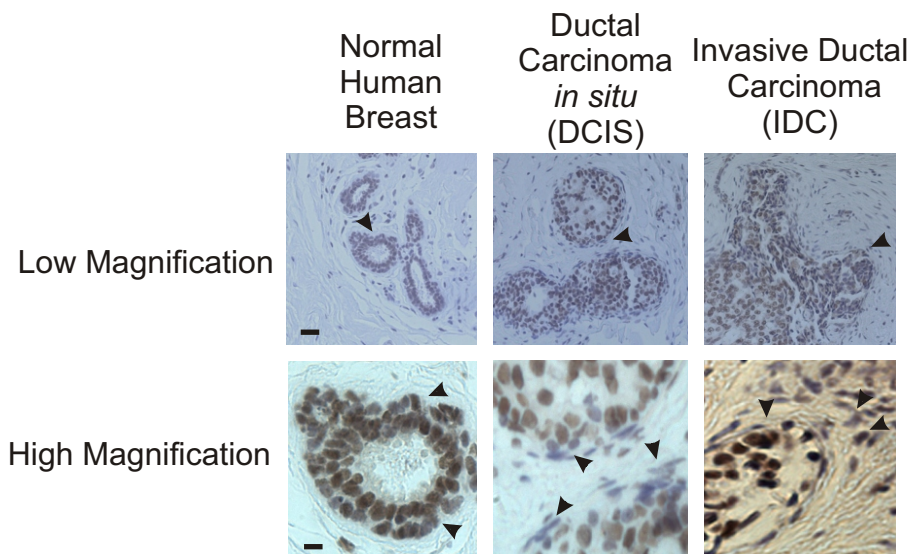 Normal
Human
Breast
Ductal
Carcinoma
in situ
(DCIS)
Invasive Ductal
Carcinoma
(IDC)
Low Magnification
High Magnification